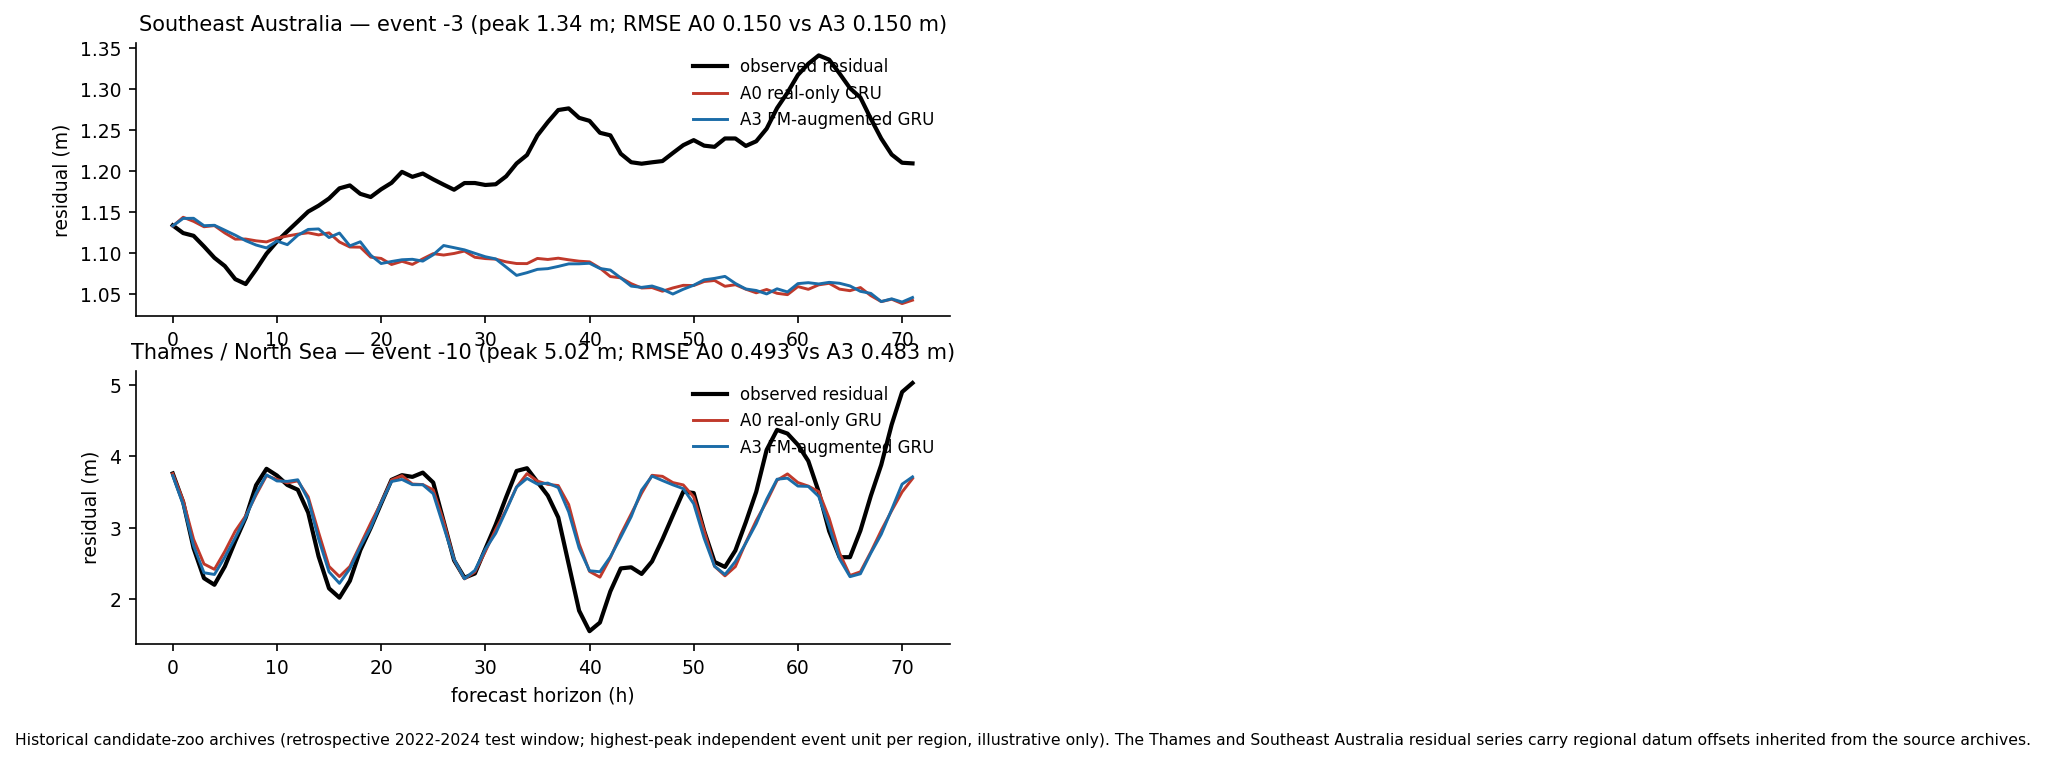 Southeast Australia — event -3 (peak 1.34 m; RMSE A0 0.150 vs A3 0.150 m)
1.35
1.30
1.25
1.20
1.15
1.10
1.05
residual (m)
observed residual
A0 real-only GRU
A3 FM-augmented GRU
0 10 20 30 40 50 60 70
Thames / North Sea — event -10 (peak 5.02 m; RMSE A0 0.493 vs A3 0.483 m)
5
4
3
2
residual (m)
observed residual
A0 real-only GRU
A3 FM-augmented GRU
0 10 20 30 40 50 60 70
forecast horizon (h)
Historical candidate-zoo archives (retrospective 2022-2024 test window; highest-peak independent event unit per region, illustrative only). The Thames and Southeast Australia residual series carry regional datum offsets inherited from the source archives.